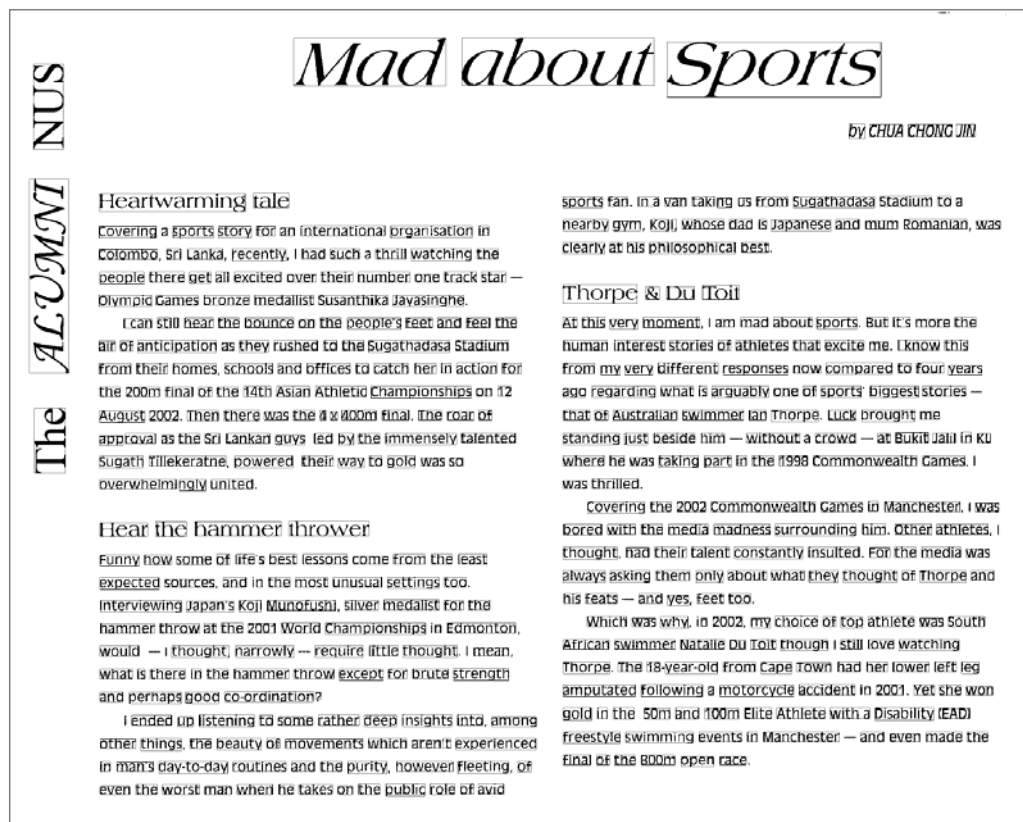 The ALUMNI NUS
Mad about Sports
by CHUA CHONG JIN
Heartwarming tale
Covering a sports story for an international organisation in
Colombo, Sri Lanka, recently, I had such a thrill watching the
people there get all excited over their number one track star —
Olympic Games bronze medallist Susanthika Jayasinghe.
I can still hear the bounce on the people's feet and feel the
air of anticipation as they rushed to the Sugathadasa Stadium
from their homes, schools and offices to catch her in action for
the 200m final of the 14th Asian Athletic Championships on 12
August 2002. Then there was the 4 x 400m final. The roar of
approval as the Sri Lankan guys led by the immensely talented
Sugath Tillekeratne, powered their way to gold was so
overwhelmingly united.
Hear the hammer thrower
Funny how some of life's best lessons come from the least
expected sources, and in the most unusual settings too.
Interviewing Japan's Koji Munofushi, silver medalist for the
hammer throw at the 2001 World Championships in Edmonton,
would — I thought, narrowly — require little thought. I mean,
what is there in the hammer throw except for brute strength
and perhaps good co-ordination?
I ended up listening to some rather deep insights into, among
other things, the beauty of movements which aren't experienced
in man's day-to-day routines and the purity, however fleeting, of
even the worst man when he takes on the public role of avid
sports fan. In a van taking us from Sugathadasa Stadium to a
nearby gym, Koji, whose dad is Japanese and mum Romanian, was
clearly at his philosophical best.
Thorpe & Du Toit
At this very moment, I am mad about sports. But it's more the
human interest stories of athletes that excite me. I know this
from my very different responses now compared to four years
ago regarding what is arguably one of sports' biggest stories —
that of Australian swimmer Ian Thorpe. Luck brought me
standing just beside him — without a crowd — at Bukit Jalil in KL
where he was taking part in the 1998 Commonwealth Games. I
was thrilled.
Covering the 2002 Commonwealth Games in Manchester, I was
bored with the media madness surrounding him. Other athletes, I
thought, had their talent constantly insulted. For the media was
always asking them only about what they thought of Thorpe and
his feats — and yes, feet too.
Which was why, in 2002, my choice of top athlete was South
African swimmer Natalie Du Toit though I still love watching
Thorpe. The 18-year-old from Cape Town had her lower left leg
amputated following a motorcycle accident in 2001. Yet she won
gold in the 50m and 100m Elite Athlete with a Disability (EAD)
freestyle swimming events in Manchester — and even made the
final of the 800m open race.